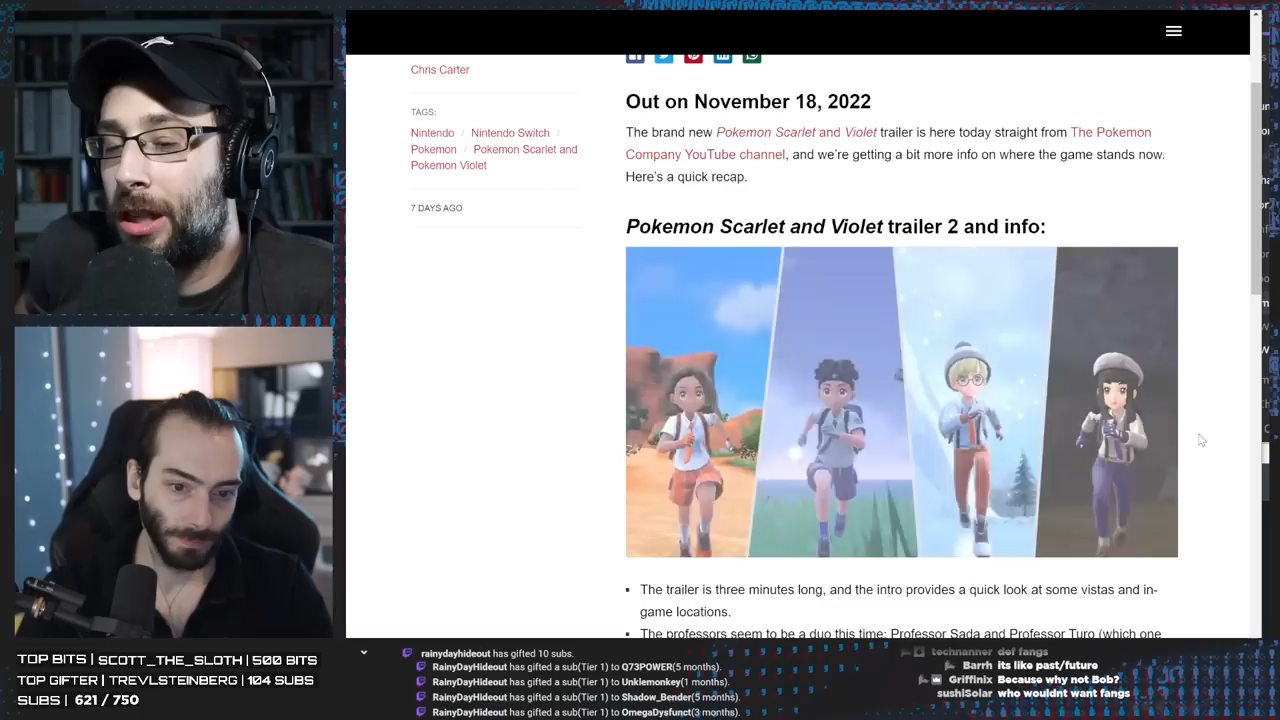 Chris Carter
TAGS:
Nintendo / Nintendo Switch /
Pokemon / Pokemon Scarlet and
Pokemon Violet
7 DAYS AGO
Out on November 18, 2022
The brand new Pokemon Scarlet and Violet trailer is here today straight from The Pokemon
Company YouTube channel, and we're getting a bit more info on where the game stands now.
Here's a quick recap.
Pokemon Scarlet and Violet trailer 2 and info:
The trailer is three minutes long, and the intro provides a quick look at some vistas and in-
game locations.
The professors seem to be a duo this time: Professor Sada and Professor Turo (which one
TOP BITS | SCOTT_THE_SLOTH | 500 BITS
TOP GIFTER | TREVLSTEINBERG | 104 SUBS
SUBS | 621 / 750
rainydayhideout has gifted 10 subs.
RainyDayHideout has gifted a sub(Tier 1) to Q73POWER(5 months).
RainyDayHideout has gifted a sub(Tier 1) to Unklemonkey(1 months).
RainyDayHideout has gifted a sub(Tier 1) to Shadow_Bender(5 months).
RainyDayHideout has gifted a sub(Tier 1) to OmegaDysfunct(3 months).
technanner def fangs
Barrh its like past/future
Griffinix Because why not Bob?
sushiSolar who wouldnt want fangs